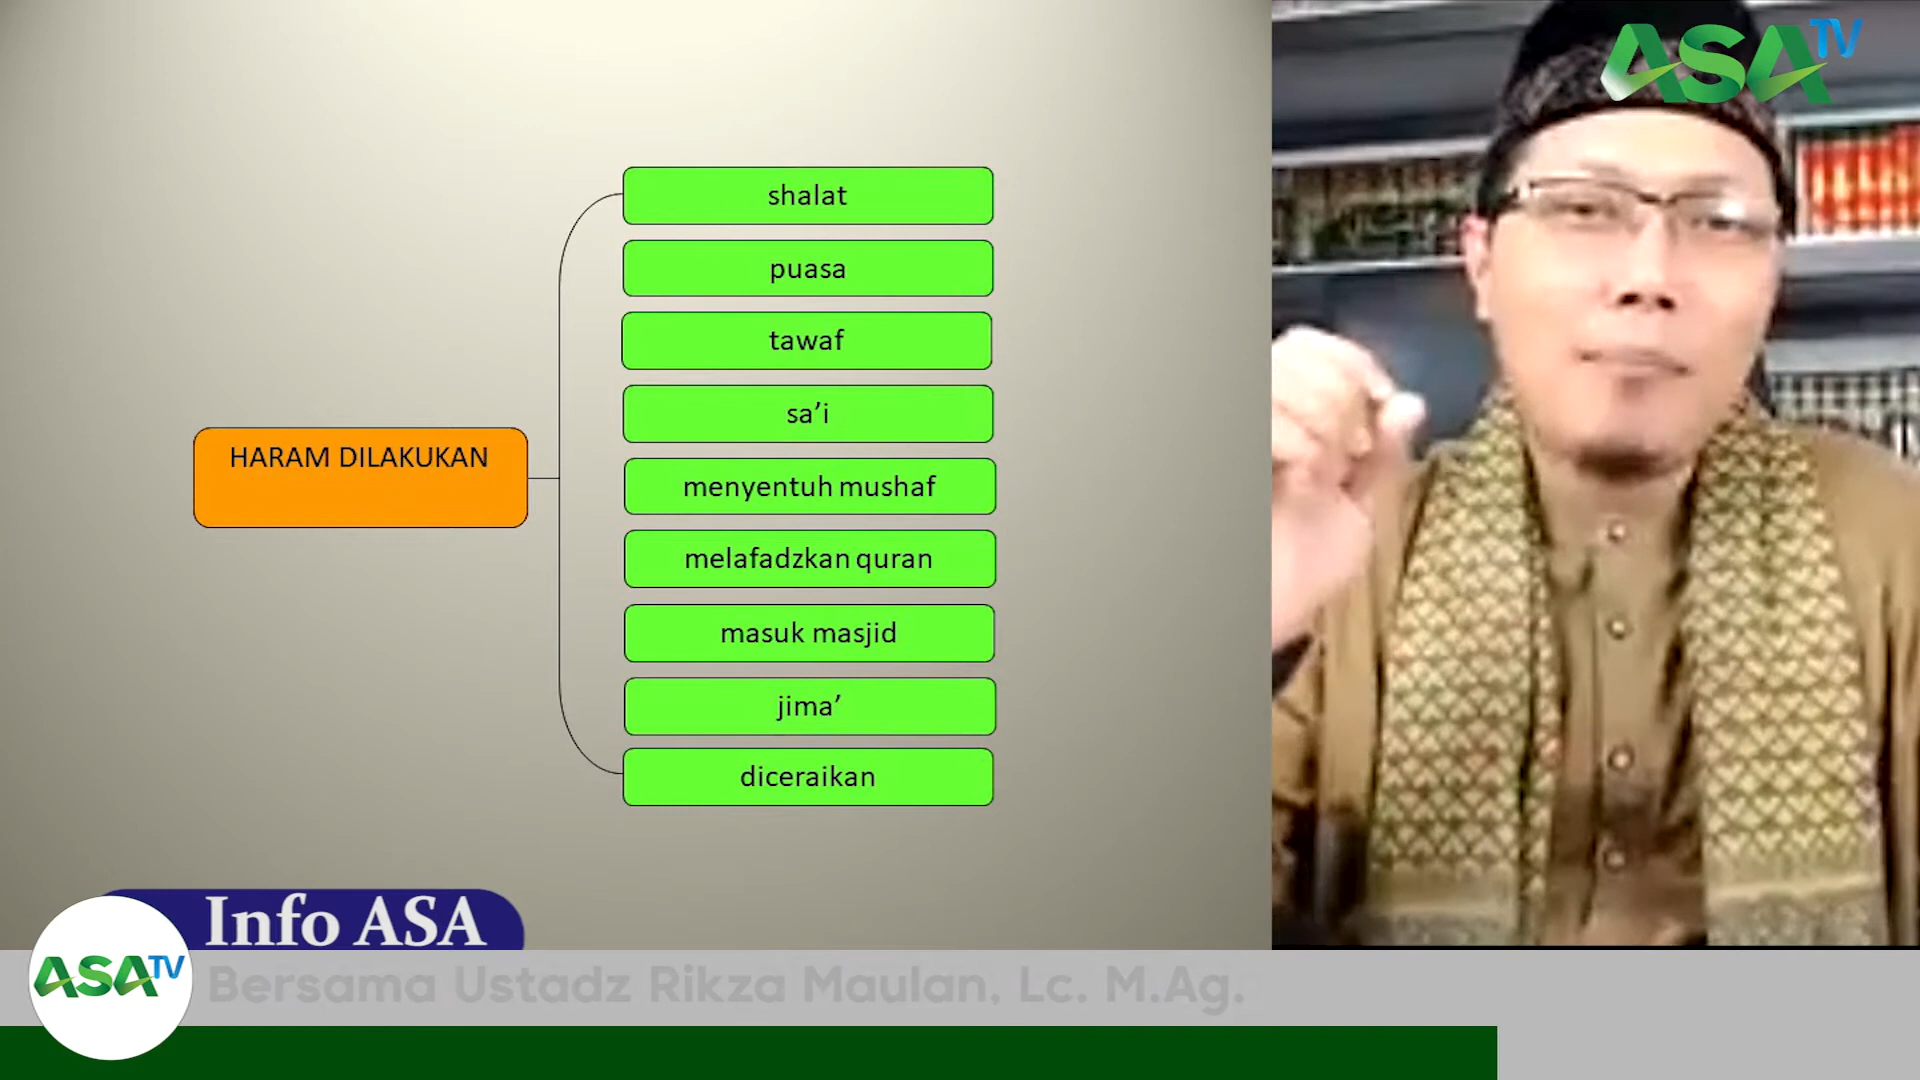 ASA TV
shalat
puasa
tawaf
sa’i
HARAM DILAKUKAN
menyentuh mushaf
melafadzkan quran
masuk masjid
jima’
diceraikan
Info ASA
ASA TV
Bersama Ustadz Rikza Maulan, Lc. M.Ag.